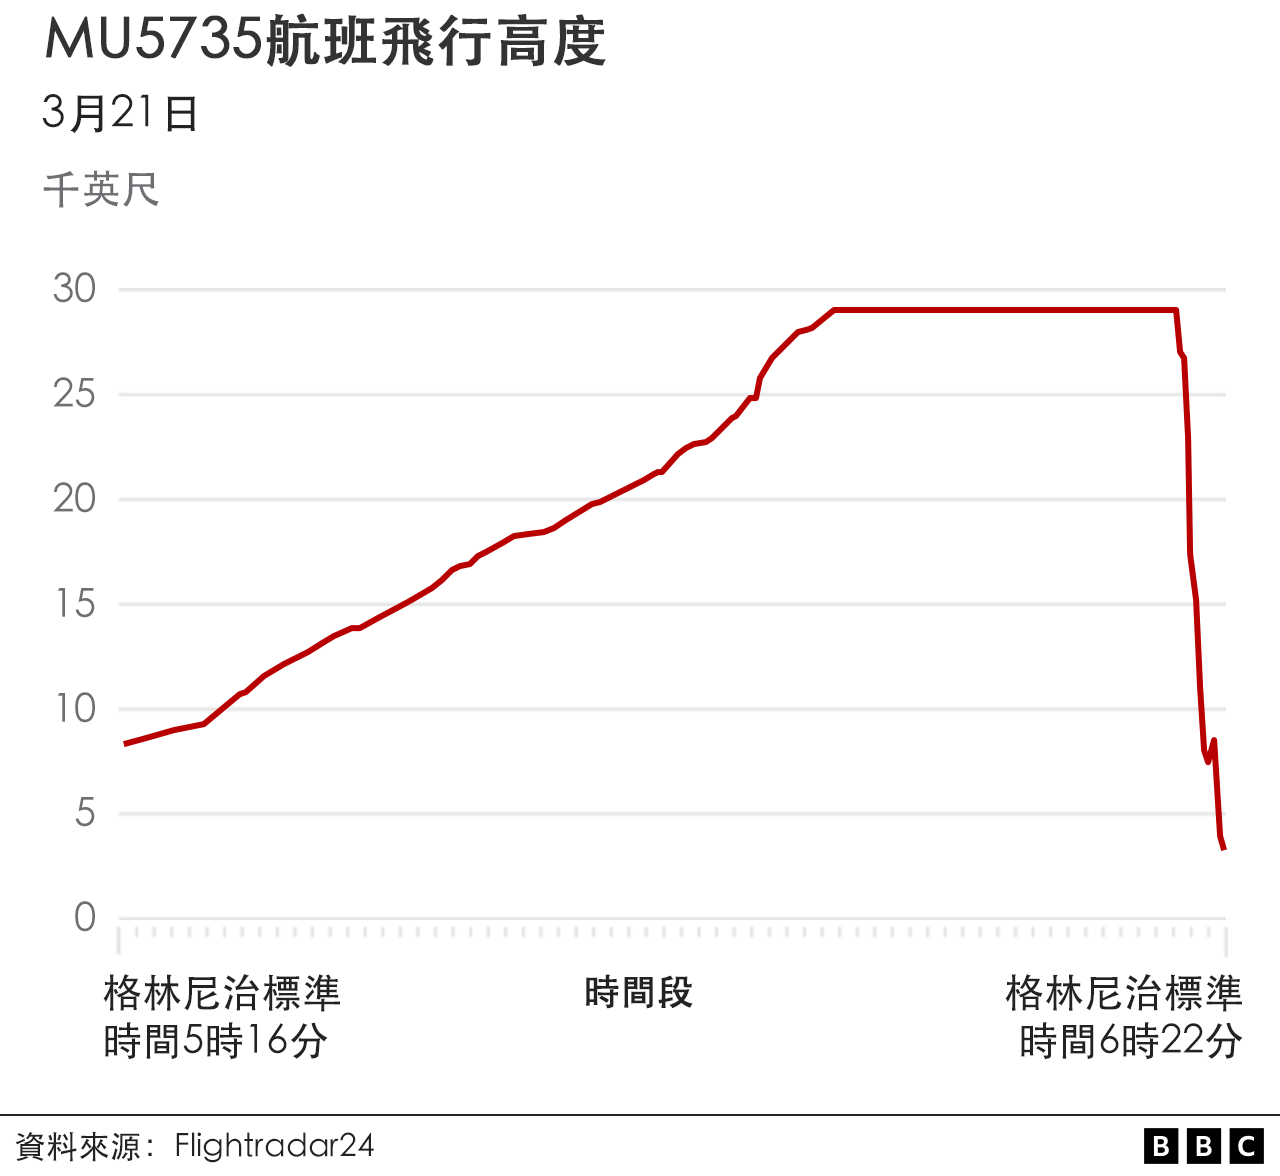 MU5735航班飛行高度
3月21日
千英尺
30
25
20
15
10
5
0
格林尼治標準
時間5時16分
時間段
格林尼治標準
時間6時22分
資料來源：Flightradar24
BBC